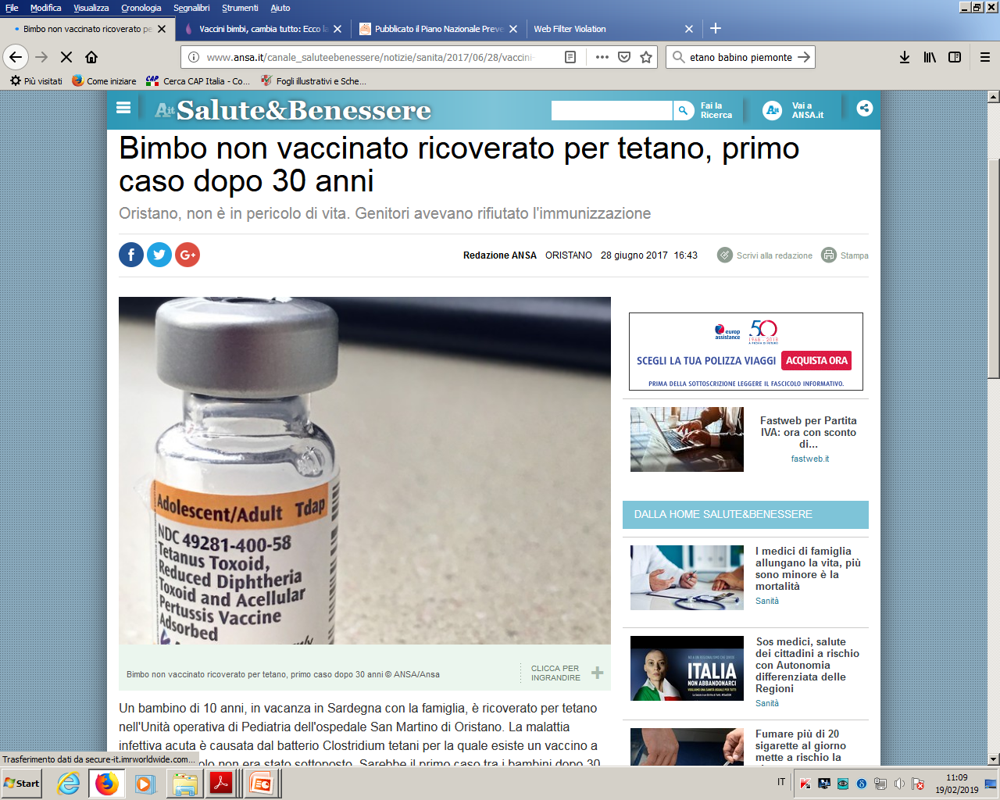 File Modifica Visualizza Cronologia Segnalibri Strumenti Aiuto
Bimbo non vaccinato ricoverato pe
Vaccini bimbi, cambia tutto: Ecco la
Pubblicato il Piano Nazionale Preve
Web Filter Violation
www.ansa.it/canale_saluteebenessere/notizie/sanita/2017/06/28/vaccini
etano babino piemonte
Più visitati Come iniziare Cerca CAP Italia - Co... Fogli illustrativi e Sche...
Ait Salute&Benessere
Fai la
Ricerca
Vai a
ANSA.it
Bimbo non vaccinato ricoverato per tetano, primo
caso dopo 30 anni
Oristano, non è in pericolo di vita. Genitori avevano rifiutato l'immunizzazione
Redazione ANSA ORISTANO 28 giugno 2017 16:43 Scrivi alla redazione Stampa
Adolescent/Adult Tdap
NDC 49281-400-58
Tetanus Toxoid,
Reduced Diphtheria
Toxoid and Acellular
Pertussis Vaccine
Adsorbed
Bimbo non vaccinato ricoverato per tetano, primo caso dopo 30 anni © ANSA/Ansa
CLICCA PER
INGRANDIRE
Un bambino di 10 anni, in vacanza in Sardegna con la famiglia, è ricoverato per tetano
nell'Unità operativa di Pediatria dell'ospedale San Martino di Oristano. La malattia
infettiva acuta è causata dal batterio Clostridium tetani per la quale esiste un vaccino a
olo non era stato sottoposto. Sarebbe il primo caso tra i bambini dopo 30
europ
assistance
50
1968 - 2018
SCEGLI LA TUA POLIZZA VIAGGI ACQUISTA ORA
PRIMA DELLA SOTTOSCRIZIONE LEGGERE IL FASCICOLO INFORMATIVO.
Fastweb per Partita
IVA: ora con sconto
di...
fastweb.it
DALLA HOME SALUTE&BENESSERE
I medici di famiglia
allungano la vita, più
sono minore è la
mortalità
Sanità
ITALIA
NON ABBANDONARCI
Sos medici, salute
dei cittadini a rischio
con Autonomia
differenziata delle
Regioni
Sanità
Fumare più di 20
sigarette al giorno
mette a rischio la
Trasferimento dati da secure-it.imrworldwide.com...
Start
IT
11:09
19/02/2019